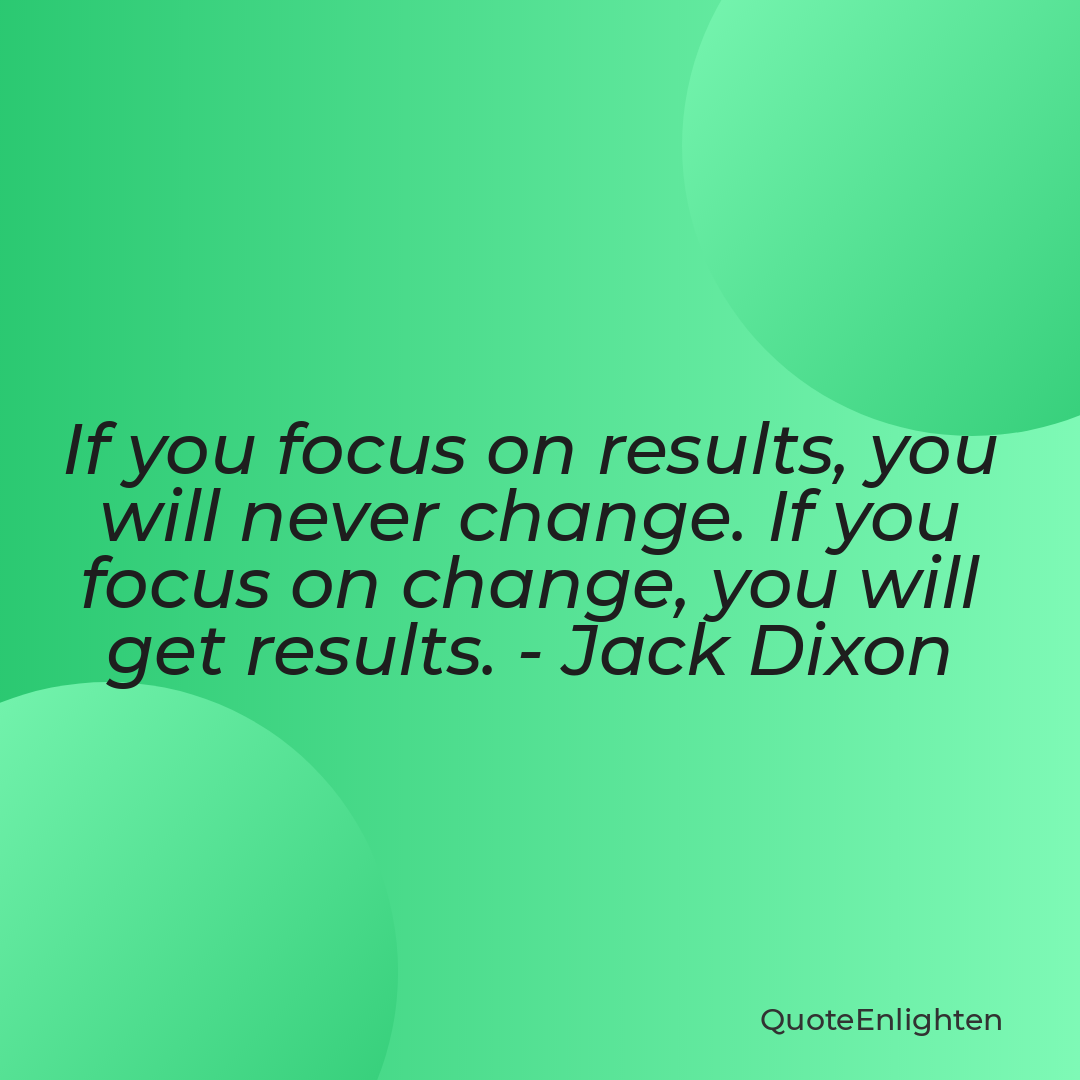 If you focus on results, you
will never change. If you
focus on change, you will
get results. - Jack Dixon
QuoteEnlighten